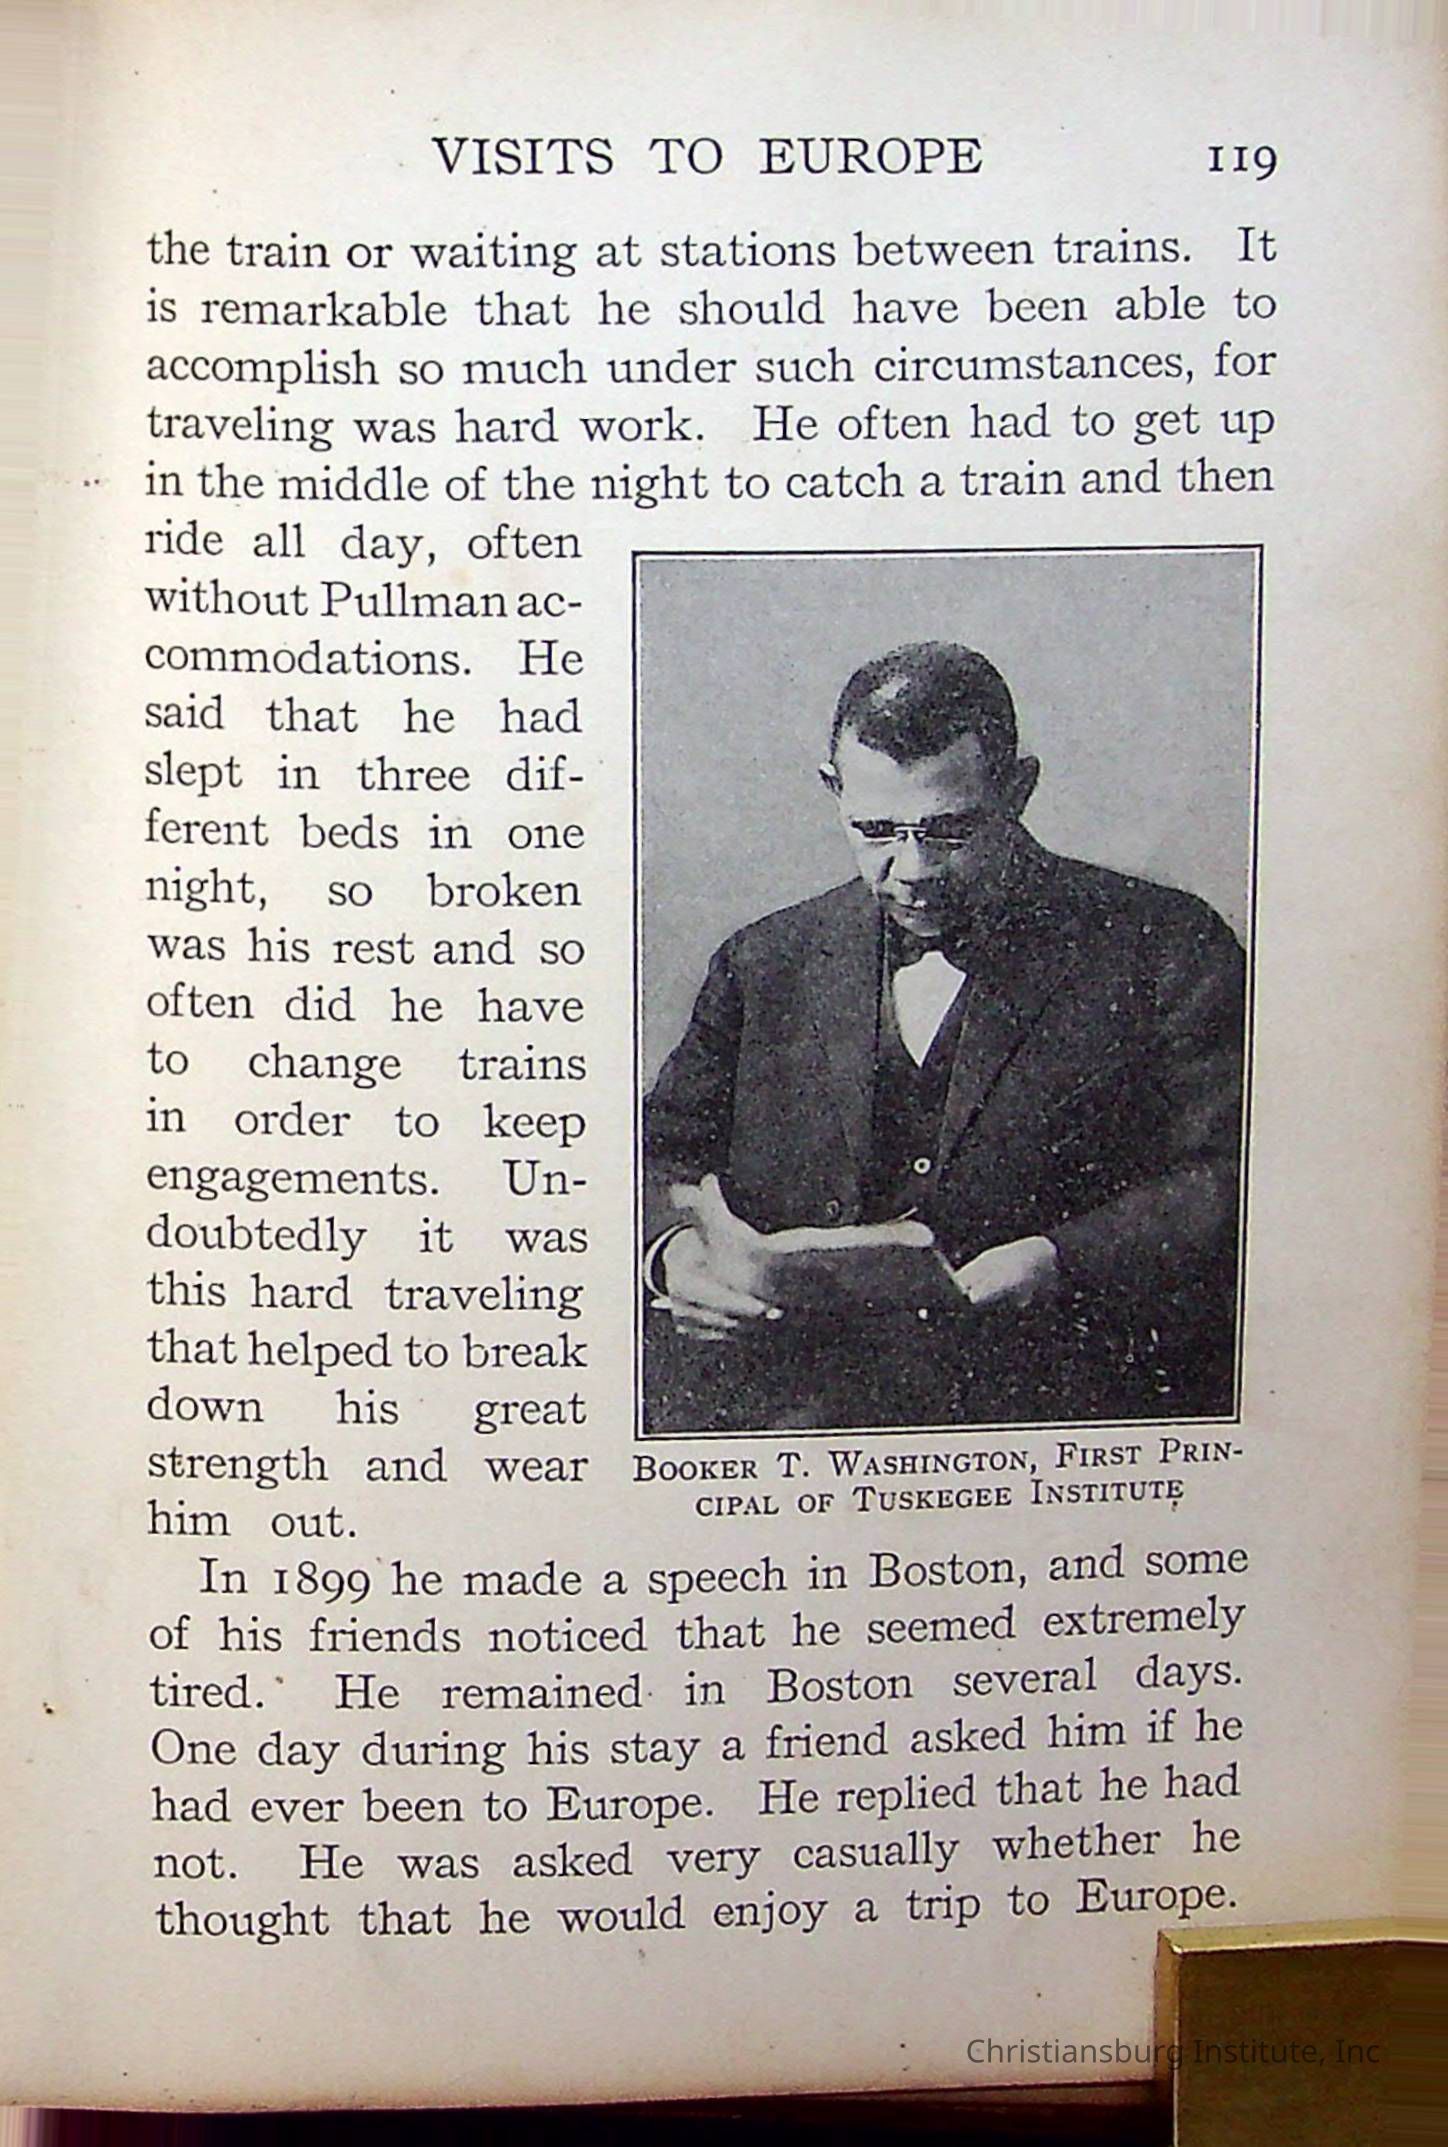 VISITS TO EUROPE 119
the train or waiting at stations between trains. It
is remarkable that he should have been able to
accomplish so much under such circumstances, for
traveling was hard work. He often had to get up
in the middle of the night to catch a train and then
ride all day, often
without Pullman ac-
commodations. He
said that he had
slept in three dif-
ferent beds in one
night, so broken
was his rest and so
often did he have
to change trains
in order to keep
engagements. Un-
doubtedly it was
this hard traveling
that helped to break
down his great
strength and wear
him out.
BOOKER T. WASHINGTON, FIRST PRIN-
CIPAL OF TUSKEGEE INSTITUTE
In 1899 he made a speech in Boston, and some
of his friends noticed that he seemed extremely
tired. He remained in Boston several days.
One day during his stay a friend asked him if he
had ever been to Europe. He replied that he had
not. He was asked very casually whether he
thought that he would enjoy a trip to Europe.
Christiansburg Institute, Inc